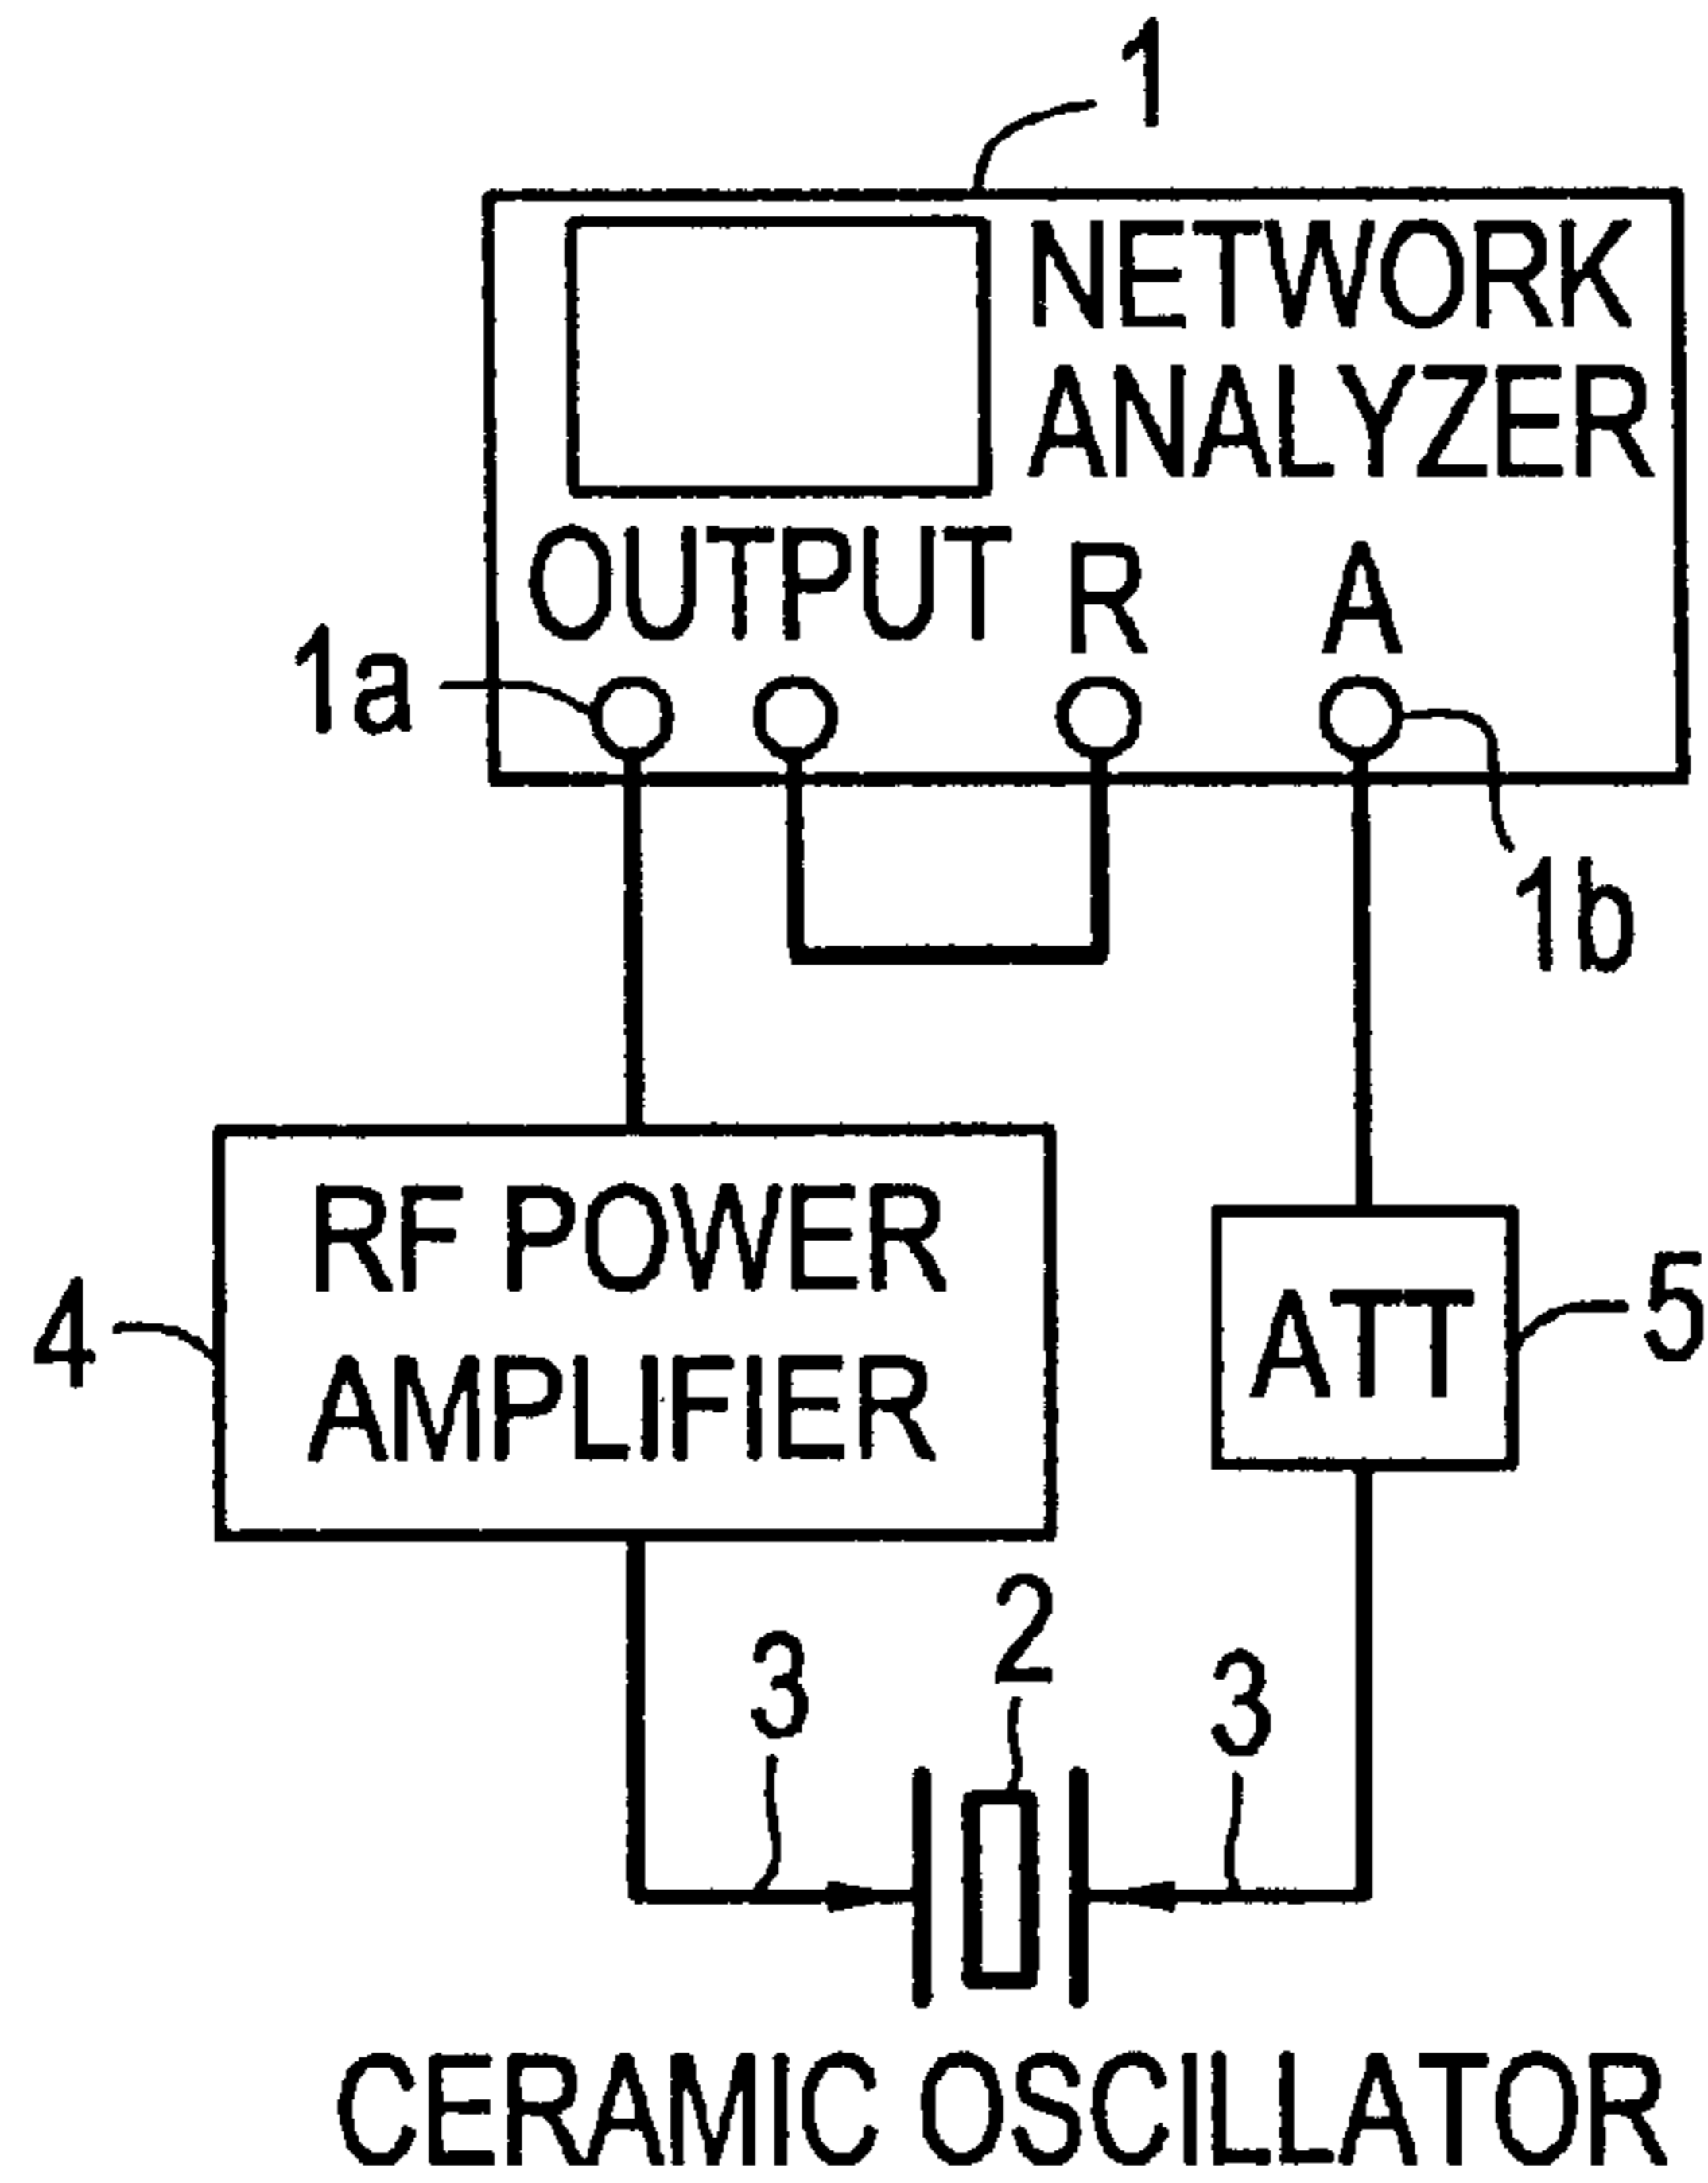 1
NETWORK
ANALYZER
OUTPUT R A
1a
1b
RF POWER
AMPLIFIER
4
ATT
5
3 2 3
CERAMIC OSCILLATOR